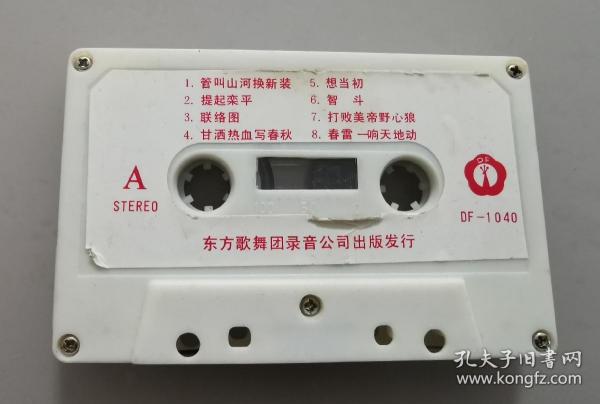 1. 管叫山河换新装
2. 提起栾平
3. 联络图
4. 甘洒热血写春秋
5. 想当初
6. 智 斗
7. 打败美帝野心狼
8. 春雷一响天地动
A
STEREO
DF
DF-1040
东方歌舞团录音公司出版发行
孔夫子旧書网
www.kongfz.com